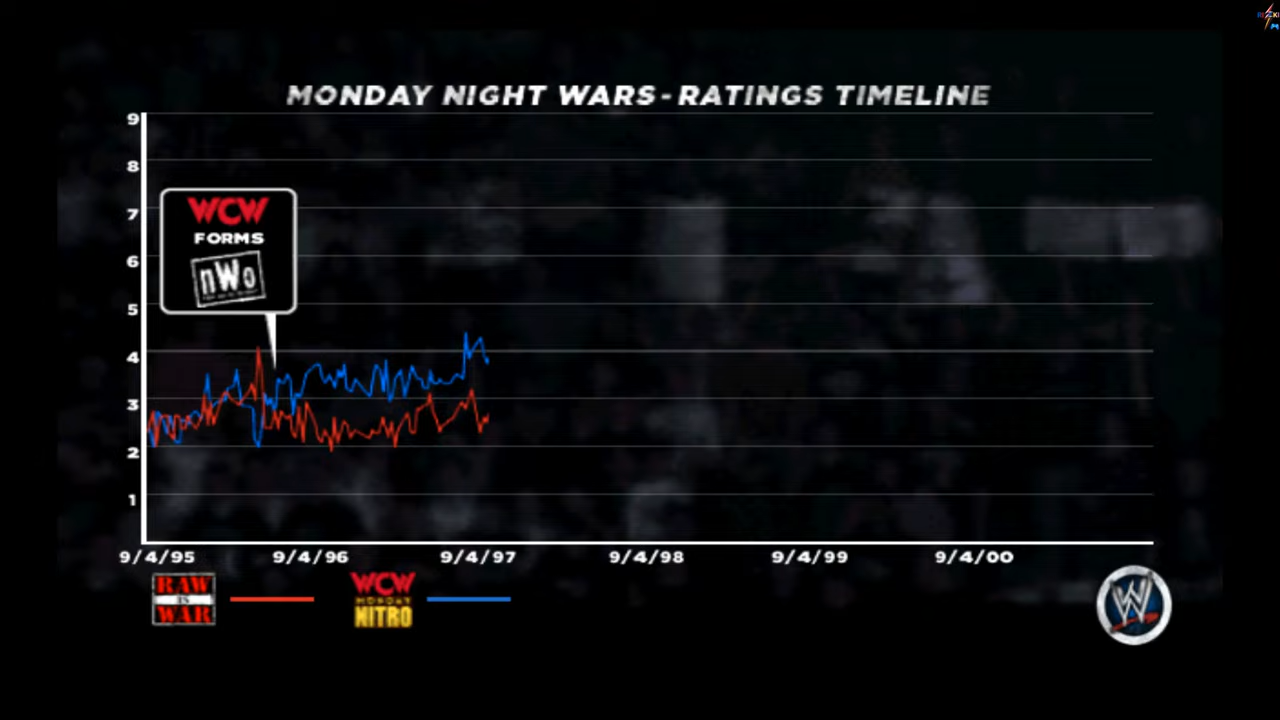 MONDAY NIGHT WARS - RATINGS TIMELINE
9
8
7
6
5
4
3
2
1
WCW
FORMS
nWo
9/4/95 9/4/96 9/4/97 9/4/98 9/4/99 9/4/00
RAW
IS
WAR
WCW
MONDAY
NITRO
W